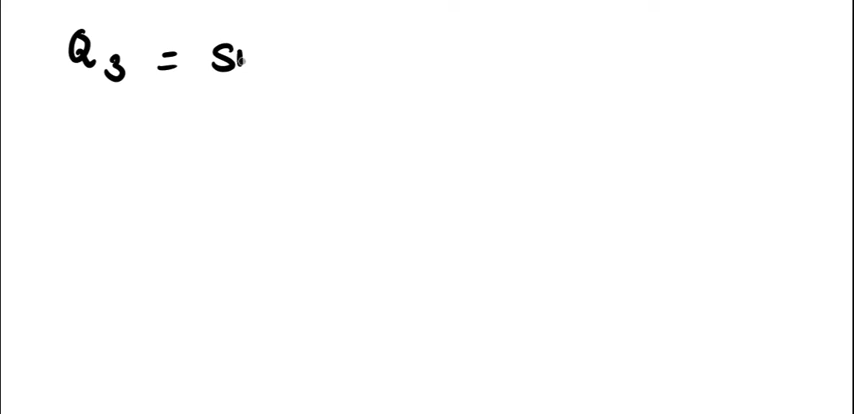 Q₃ = S